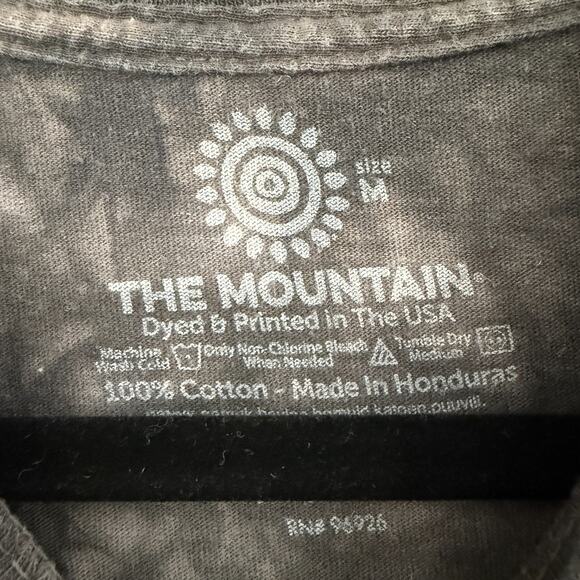 size
M
THE MOUNTAIN®
Dyed & Printed in The USA
Machine Wash Cold Only Non-Chlorine Bleach When Needed Tumble Dry Medium
100% Cotton - Made In Honduras
RN# 96926